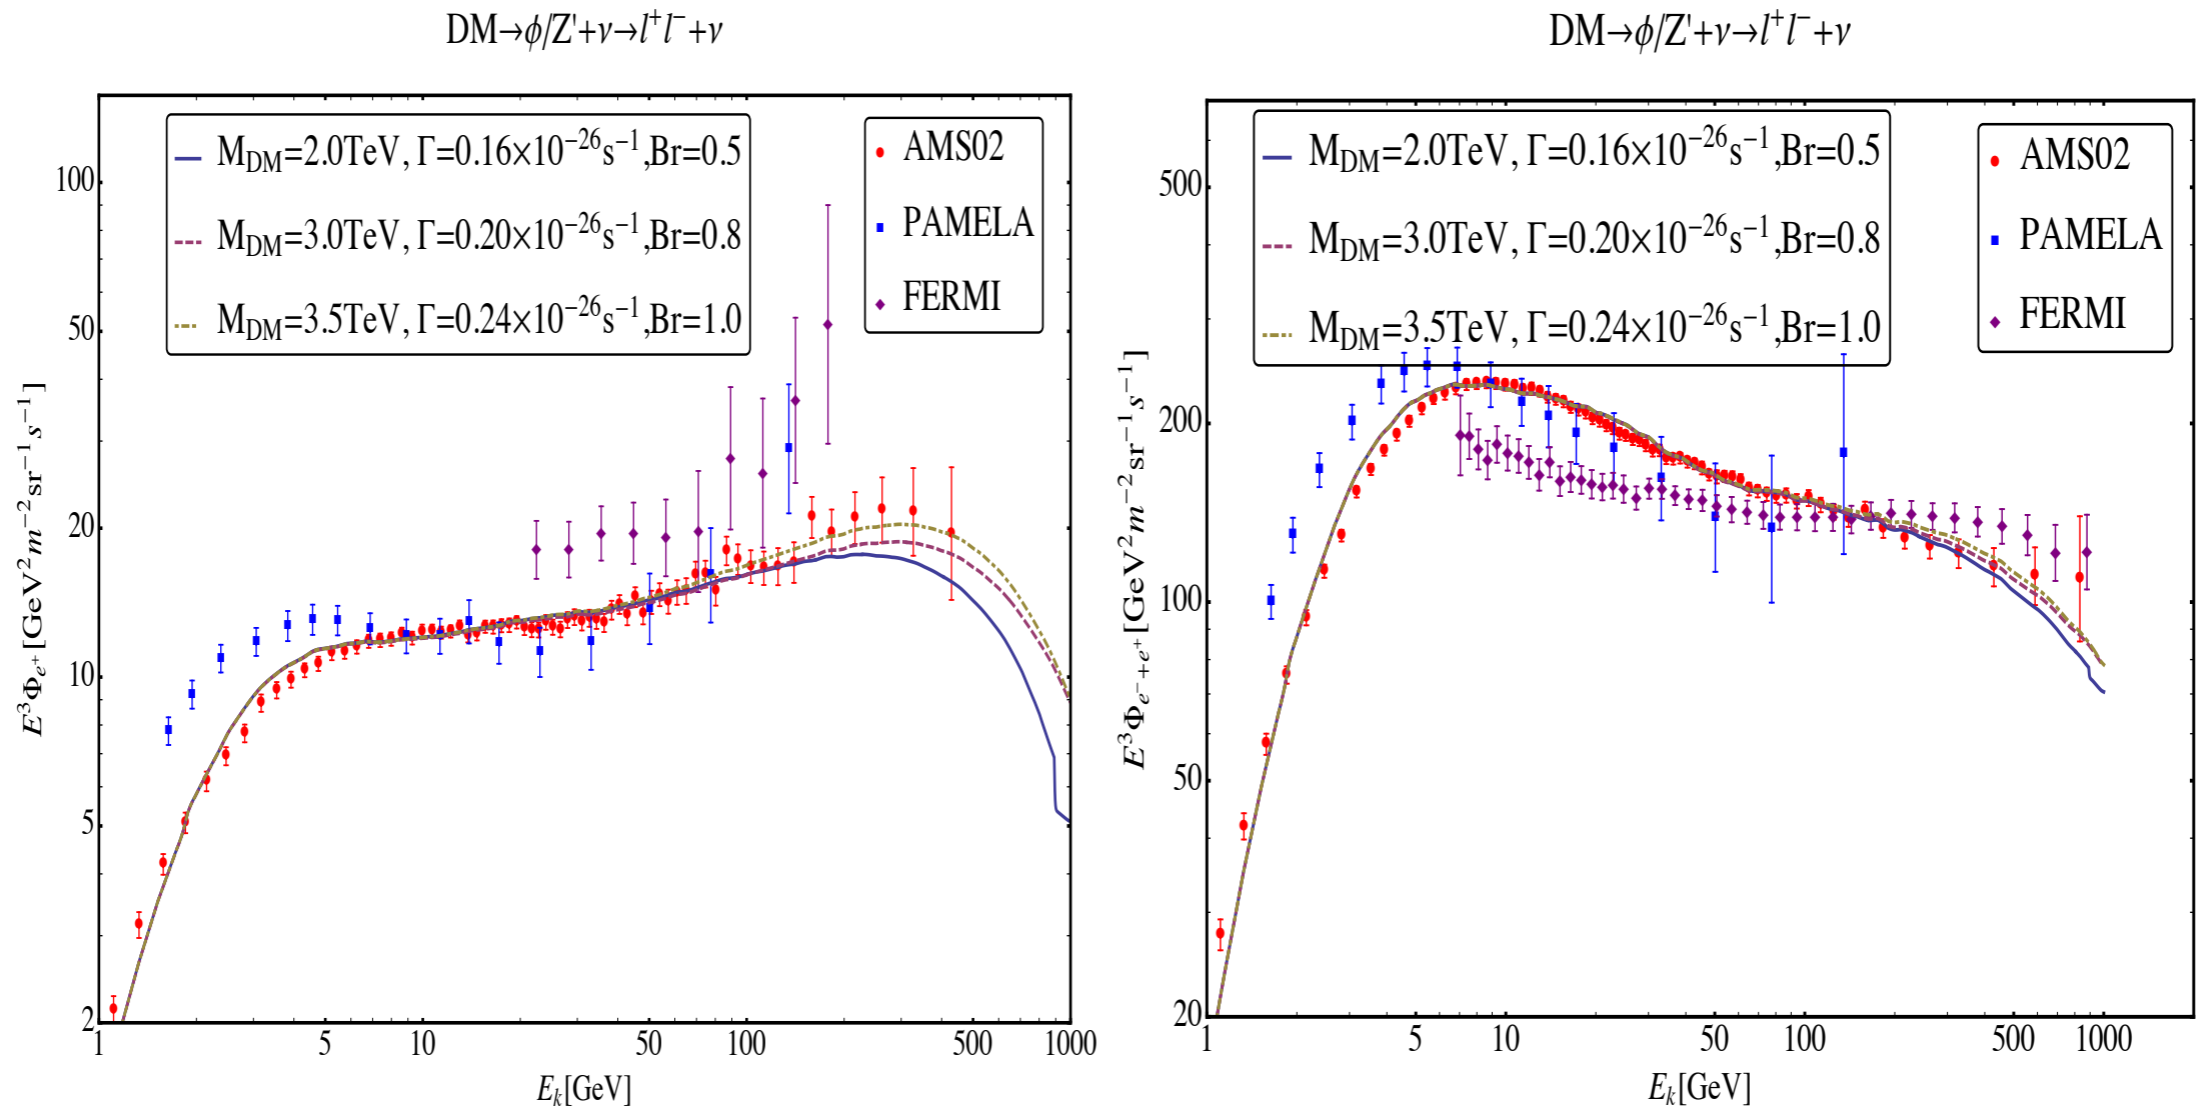 DM→ϕ/Z'+ν→l⁺l⁻+ν
M_DM=2.0TeV, Γ=0.16×10⁻²⁶s⁻¹,Br=0.5
M_DM=3.0TeV, Γ=0.20×10⁻²⁶s⁻¹,Br=0.8
M_DM=3.5TeV, Γ=0.24×10⁻²⁶s⁻¹,Br=1.0
AMS02
PAMELA
FERMI
E³Φ_e⁺[GeV²m⁻²sr⁻¹s⁻¹]
100
50
20
10
5
2
1 5 10 50 100 500 1000
E_k[GeV]
DM→ϕ/Z'+ν→l⁺l⁻+ν
M_DM=2.0TeV, Γ=0.16×10⁻²⁶s⁻¹,Br=0.5
M_DM=3.0TeV, Γ=0.20×10⁻²⁶s⁻¹,Br=0.8
M_DM=3.5TeV, Γ=0.24×10⁻²⁶s⁻¹,Br=1.0
AMS02
PAMELA
FERMI
E³Φ_e⁻+e⁺[GeV²m⁻²sr⁻¹s⁻¹]
500
200
100
50
20
1 5 10 50 100 500 1000
E_k[GeV]